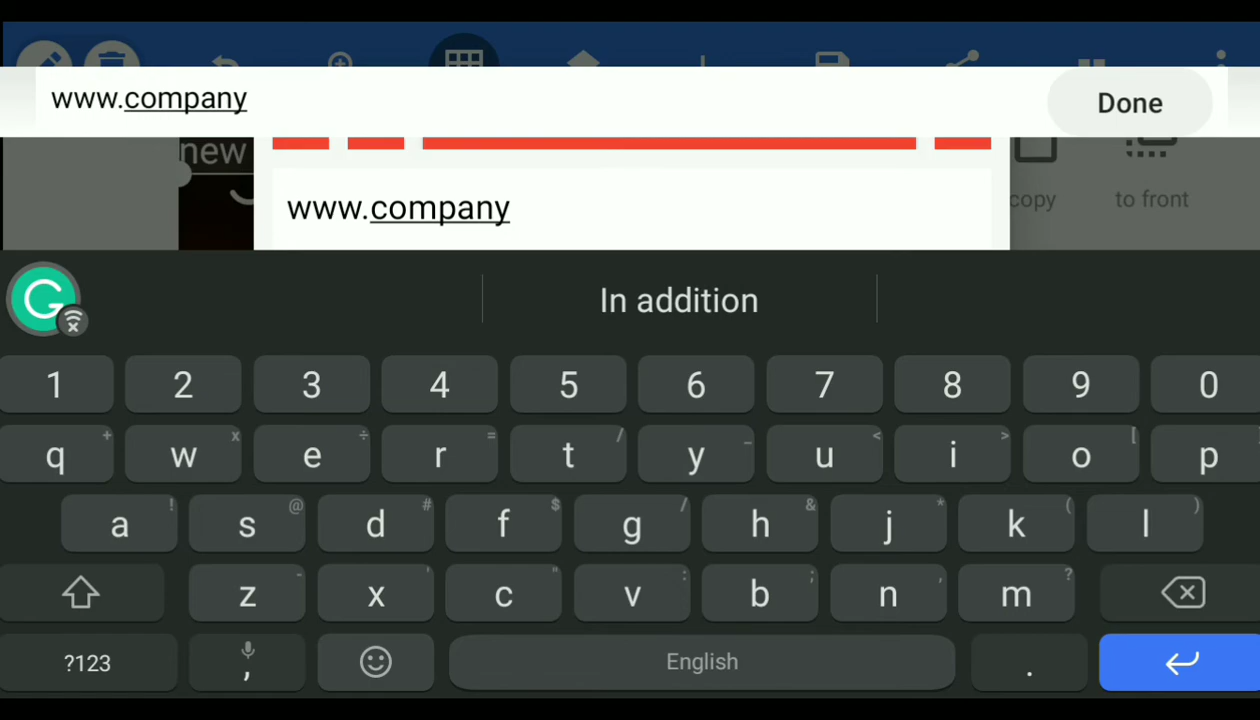 www.company
Done
new
copy
to front
www.company
In addition
1 2 3 4 5 6 7 8 9 0
+ x ÷ = / _ < > [
q w e r t y u i o p
! @ # $ / & * ( )
a s d f g h j k l
- ' " : ; , ?
z x c v b n m
?123 , English .